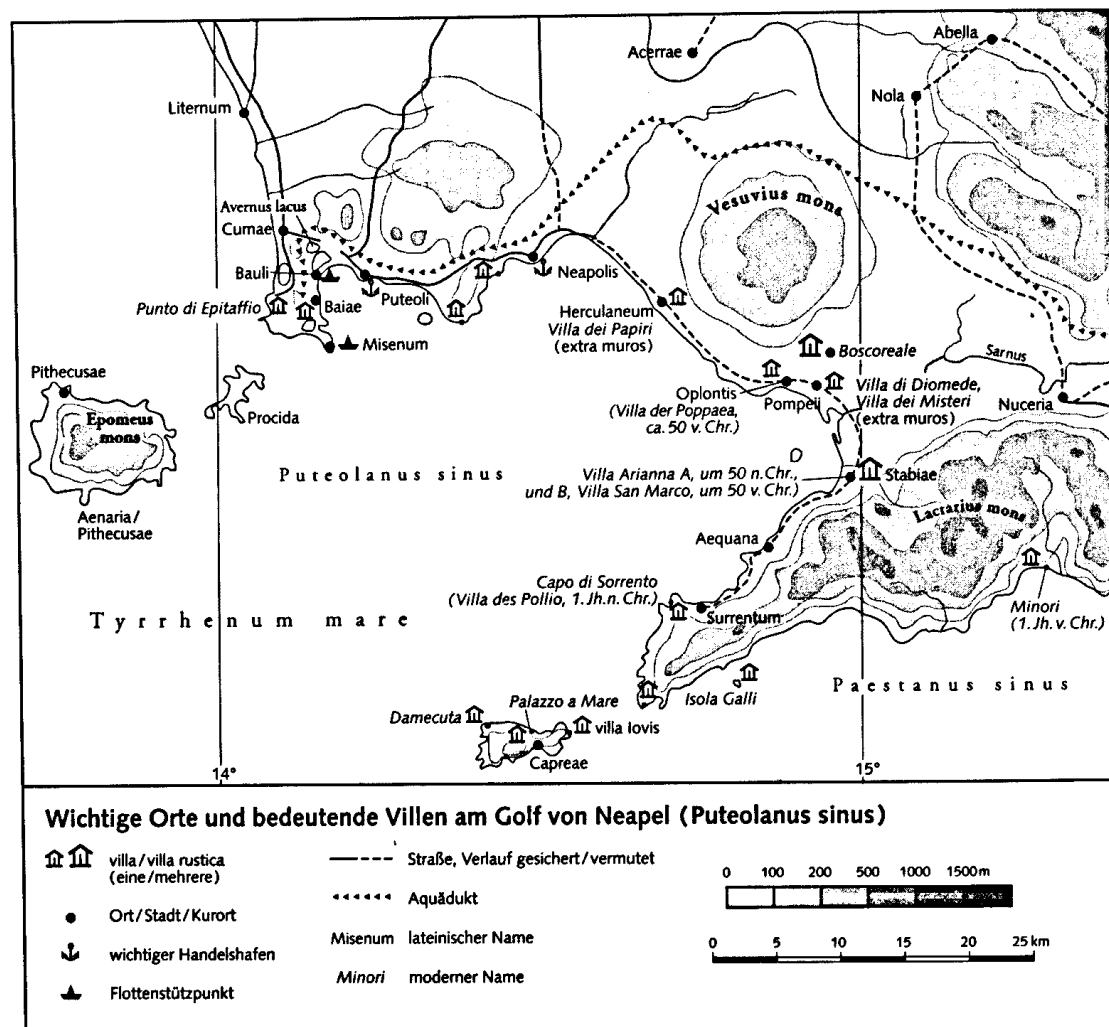 Abella
Acerrae
Nola
Liternum
Vesuvius mons
Avernus lacus
Cumae
Neapolis
Bauli
Puteoli
Punto di Epitaffio
Baiae
Herculaneum
Villa dei Papiri
(extra muros)
Misenum
Boscoreale
Sarnus
Pithecusae
Oplontis
(Villa der Poppaea,
ca. 50 v. Chr.)
Pompeii
Villa di Diomede,
Villa dei Misteri
(extra muros)
Nuceria
Procida
Epomeus
mons
Puteolanus sinus
Villa Arianna A, um 50 n. Chr.,
und B, Villa San Marco, um 50 v. Chr.)
Stabiae
Aenaria/
Pithecusae
Lacrarius mons
Aequana
Capo di Sorrento
(Villa des Pollio, 1. Jh. n. Chr.)
Surrentum
Minori
(1. Jh. v. Chr.)
Tyrrhenum mare
Isola Galli
Paestanus sinus
Palazzo a Mare
Damecuta
villa Iovis
Capreae
14°
15°
Wichtige Orte und bedeutende Villen am Golf von Neapel (Puteolanus sinus)
villa/villa rustica
(eine/mehrere)
Ort/Stadt/Kurort
wichtiger Handelshafen
Flottenstützpunkt
Straße, Verlauf gesichert/vermutet
Aquädukt
Misenum lateinischer Name
Minori moderner Name
0 100 200 500 1000 1500 m
0 5 10 15 20 25 km